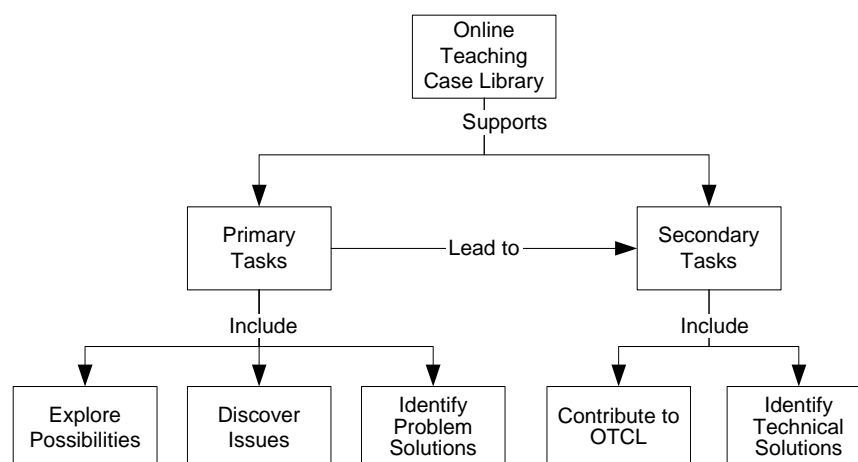 Online
Teaching
Case Library
Supports
Primary
Tasks
Lead to
Secondary
Tasks
Include
Include
Explore
Possibilities
Discover
Issues
Identify
Problem
Solutions
Contribute to
OTCL
Identify
Technical
Solutions